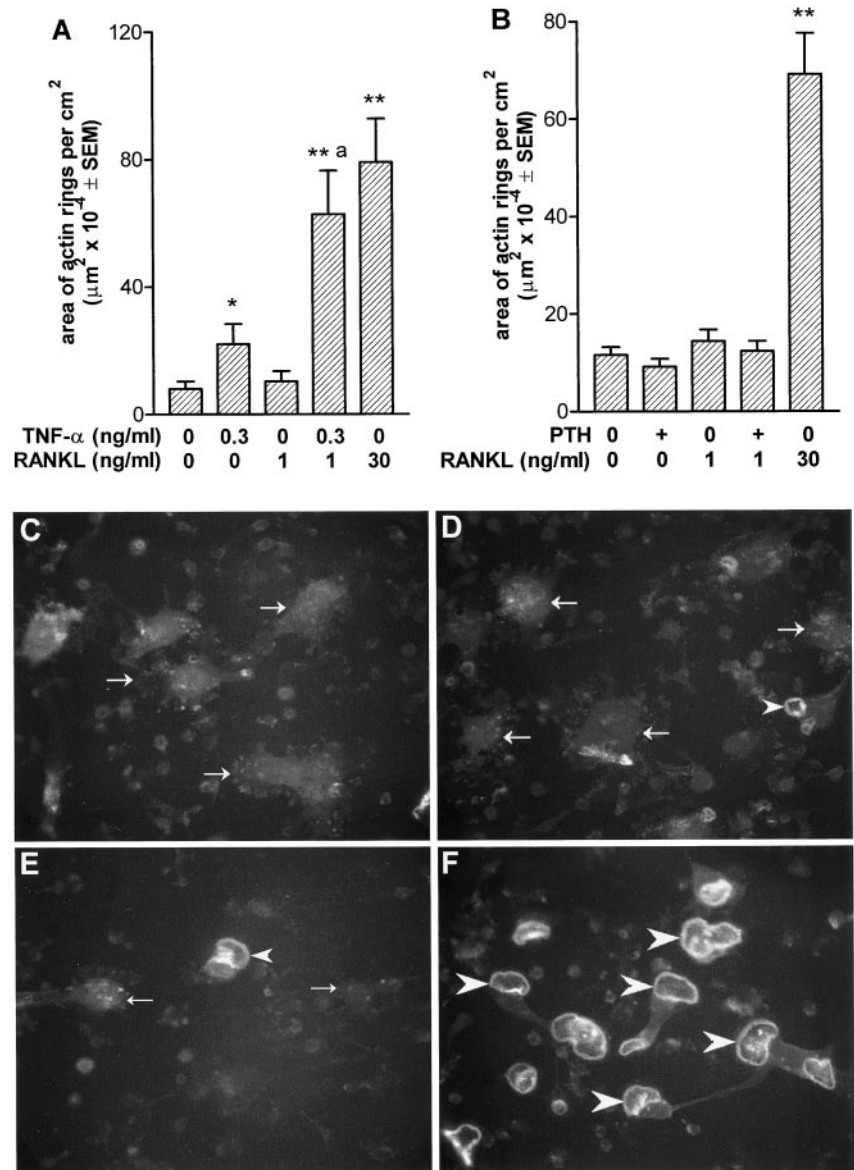 A
area of actin rings per cm²
(µm² x 10⁻⁴ ± SEM)
120
80
40
0
*
** a
**
TNF-α (ng/ml) 0 0.3 0 0.3 0
RANKL (ng/ml) 0 0 1 1 30
B
area of actin rings per cm²
(µm² x 10⁻⁴ ± SEM)
80
60
40
20
0
**
PTH 0 + 0 + 0
RANKL (ng/ml) 0 0 1 1 30
C
D
E
F